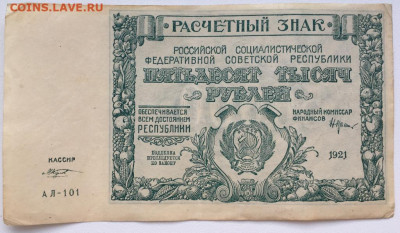 COINS.LAVE.RU
РАСЧЕТНЫЙ ЗНАК
РОССИЙСКОЙ СОЦИАЛИСТИЧЕСКОЙ
ФЕДЕРАТИВНОЙ СОВЕТСКОЙ РЕСПУБЛИКИ
ПЯТЬДЕСЯТ ТЫСЯЧ
РУБЛЕЙ
ОБЕСПЕЧИВАЕТСЯ
ВСЕМ ДОСТОЯНИЕМ
РЕСПУБЛИКИ
НАРОДНЫЙ КОМИССАР
ФИНАНСОВ
ПОДДЕЛКА
ПРЕСЛЕДУЕТСЯ
ПО ЗАКОНУ
1921
КАССИР
АЛ-101